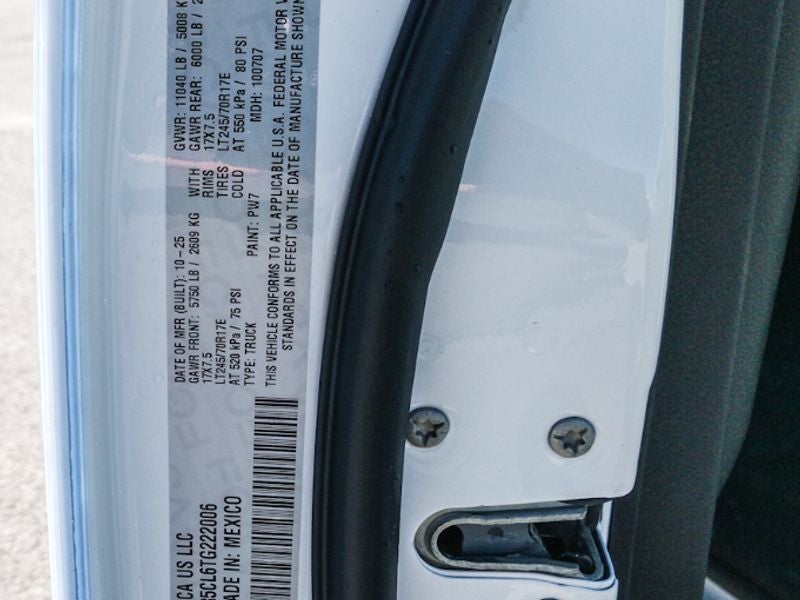 CA US LLC
5CL6TG222006
ADE IN: MEXICO
DATE OF MFR (BUILT): 10-25 GVWR: 11040 LB / 5008 K
GAWR FRONT: 5750 LB / 2609 KG WITH GAWR REAR: 6000 LB / 2
17X7.5 RIMS 17X7.5
LT245/70R17E TIRES LT245/70R17E
AT 520 kPa / 75 PSI COLD AT 550 kPa / 80 PSI
TYPE: TRUCK PAINT: PW7 MDH: 100707
THIS VEHICLE CONFORMS TO ALL APPLICABLE U.S.A. FEDERAL MOTOR V
STANDARDS IN EFFECT ON THE DATE OF MANUFACTURE SHOWN